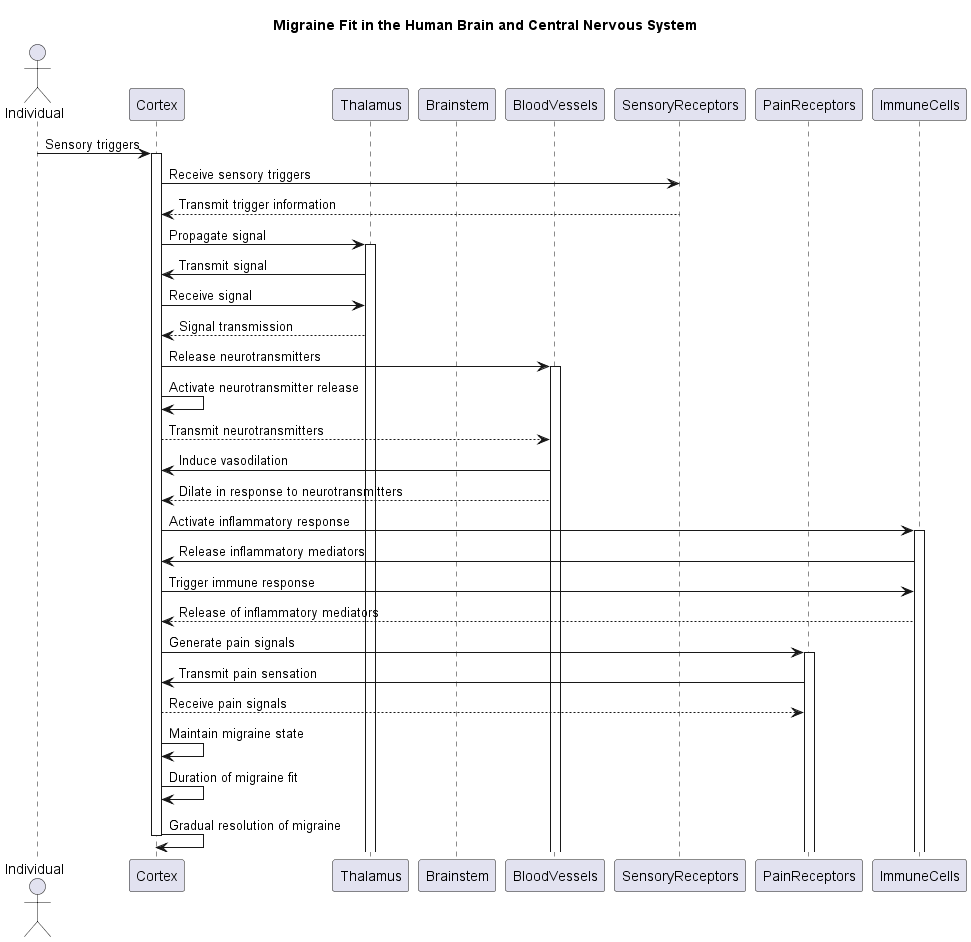 Migraine Fit in the Human Brain and Central Nervous System
Individual
Cortex Thalamus Brainstem BloodVessels SensoryReceptors PainReceptors ImmuneCells
Sensory triggers
Receive sensory triggers
Transmit trigger information
Propagate signal
Transmit signal
Receive signal
Signal transmission
Release neurotransmitters
Activate neurotransmitter release
Transmit neurotransmitters
Induce vasodilation
Dilate in response to neurotransmitters
Activate inflammatory response
Release inflammatory mediators
Trigger immune response
Release of inflammatory mediators
Generate pain signals
Transmit pain sensation
Receive pain signals
Maintain migraine state
Duration of migraine fit
Gradual resolution of migraine
Individual
Cortex Thalamus Brainstem BloodVessels SensoryReceptors PainReceptors ImmuneCells